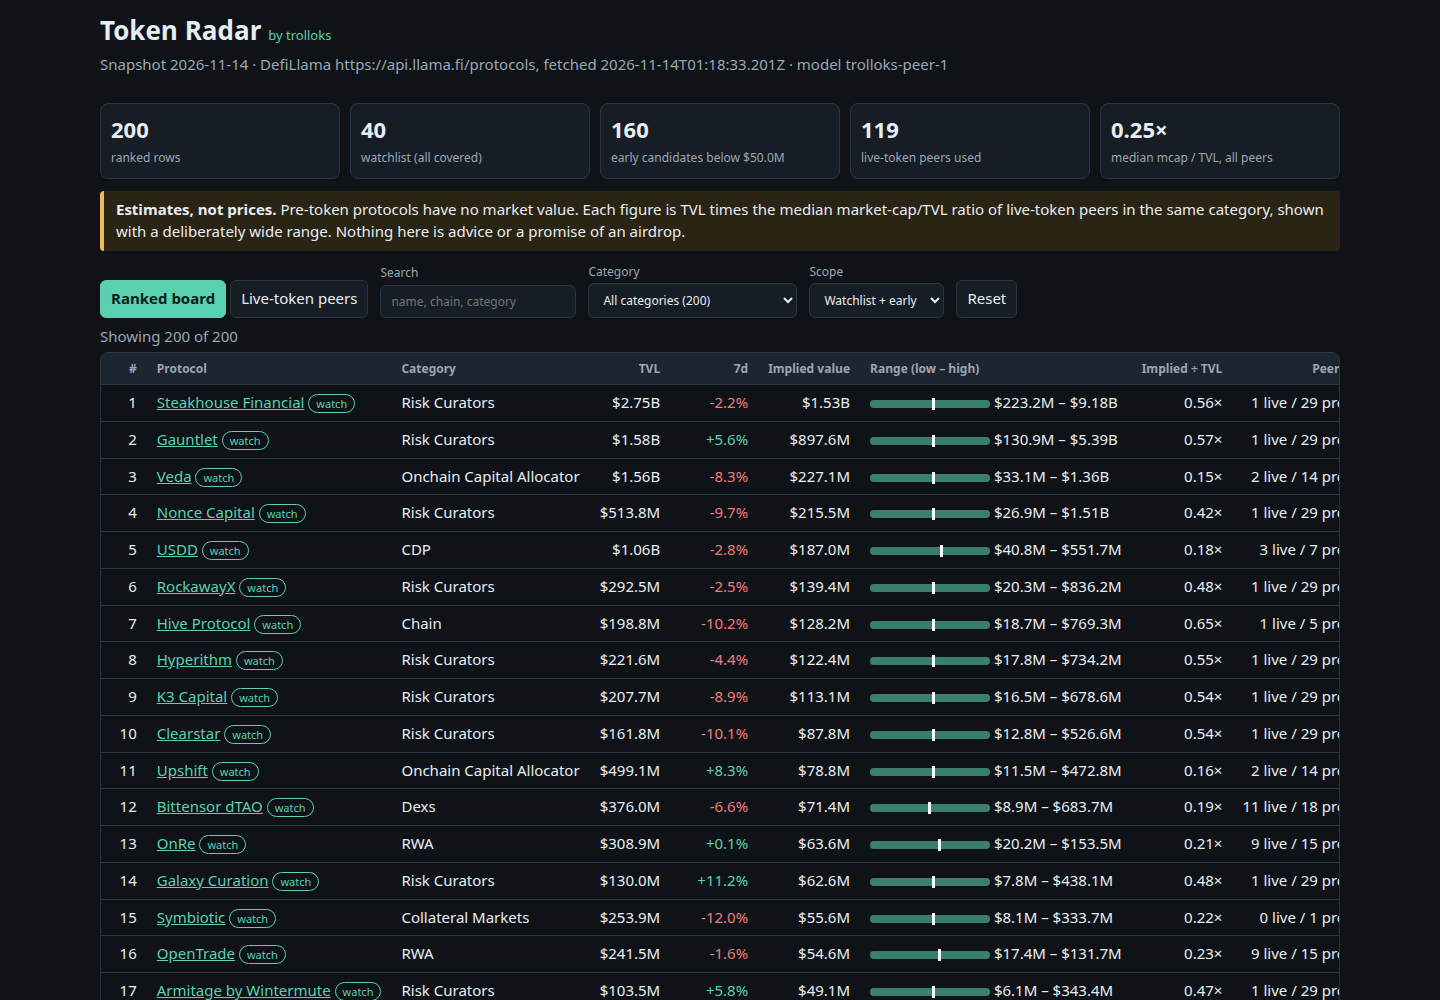 Token Radar by trolloks
Snapshot 2026-11-14 · DefiLlama https://api.llama.fi/protocols, fetched 2026-11-14T01:18:33.201Z · model trolloks-peer-1
200
ranked rows
40
watchlist (all covered)
160
early candidates below $50.0M
119
live-token peers used
0.25×
median mcap / TVL, all peers
Estimates, not prices. Pre-token protocols have no market value. Each figure is TVL times the median market-cap/TVL ratio of live-token peers in the same category, shown
with a deliberately wide range. Nothing here is advice or a promise of an airdrop.
Ranked board Live-token peers
Search
name, chain, category
Category
All categories (200)
Scope
Watchlist + early
Reset
Showing 200 of 200
# Protocol Category TVL 7d Implied value Range (low – high) Implied ÷ TVL Peer
1 Steakhouse Financial watch Risk Curators $2.75B -2.2% $1.53B $223.2M – $9.18B 0.56× 1 live / 29 pr
2 Gauntlet watch Risk Curators $1.58B +5.6% $897.6M $130.9M – $5.39B 0.57× 1 live / 29 pr
3 Veda watch Onchain Capital Allocator $1.56B -8.3% $227.1M $33.1M – $1.36B 0.15× 2 live / 14 pr
4 Nonce Capital watch Risk Curators $513.8M -9.7% $215.5M $26.9M – $1.51B 0.42× 1 live / 29 pr
5 USDD watch CDP $1.06B -2.8% $187.0M $40.8M – $551.7M 0.18× 3 live / 7 pr
6 RockawayX watch Risk Curators $292.5M -2.5% $139.4M $20.3M – $836.2M 0.48× 1 live / 29 pr
7 Hive Protocol watch Chain $198.8M -10.2% $128.2M $18.7M – $769.3M 0.65× 1 live / 5 pr
8 Hyperithm watch Risk Curators $221.6M -4.4% $122.4M $17.8M – $734.2M 0.55× 1 live / 29 pr
9 K3 Capital watch Risk Curators $207.7M -8.9% $113.1M $16.5M – $678.6M 0.54× 1 live / 29 pr
10 Clearstar watch Risk Curators $161.8M -10.1% $87.8M $12.8M – $526.6M 0.54× 1 live / 29 pr
11 Upshift watch Onchain Capital Allocator $499.1M +8.3% $78.8M $11.5M – $472.8M 0.16× 2 live / 14 pr
12 Bittensor dTAO watch Dexs $376.0M -6.6% $71.4M $8.9M – $683.7M 0.19× 11 live / 18 pr
13 OnRe watch RWA $308.9M +0.1% $63.6M $20.2M – $153.5M 0.21× 9 live / 15 pr
14 Galaxy Curation watch Risk Curators $130.0M +11.2% $62.6M $7.8M – $438.1M 0.48× 1 live / 29 pr
15 Symbiotic watch Collateral Markets $253.9M -12.0% $55.6M $8.1M – $333.7M 0.22× 0 live / 1 pr
16 OpenTrade watch RWA $241.5M -1.6% $54.6M $17.4M – $131.7M 0.23× 9 live / 15 pr
17 Armitage by Wintermute watch Risk Curators $103.5M +5.8% $49.1M $6.1M – $343.4M 0.47× 1 live / 29 pr